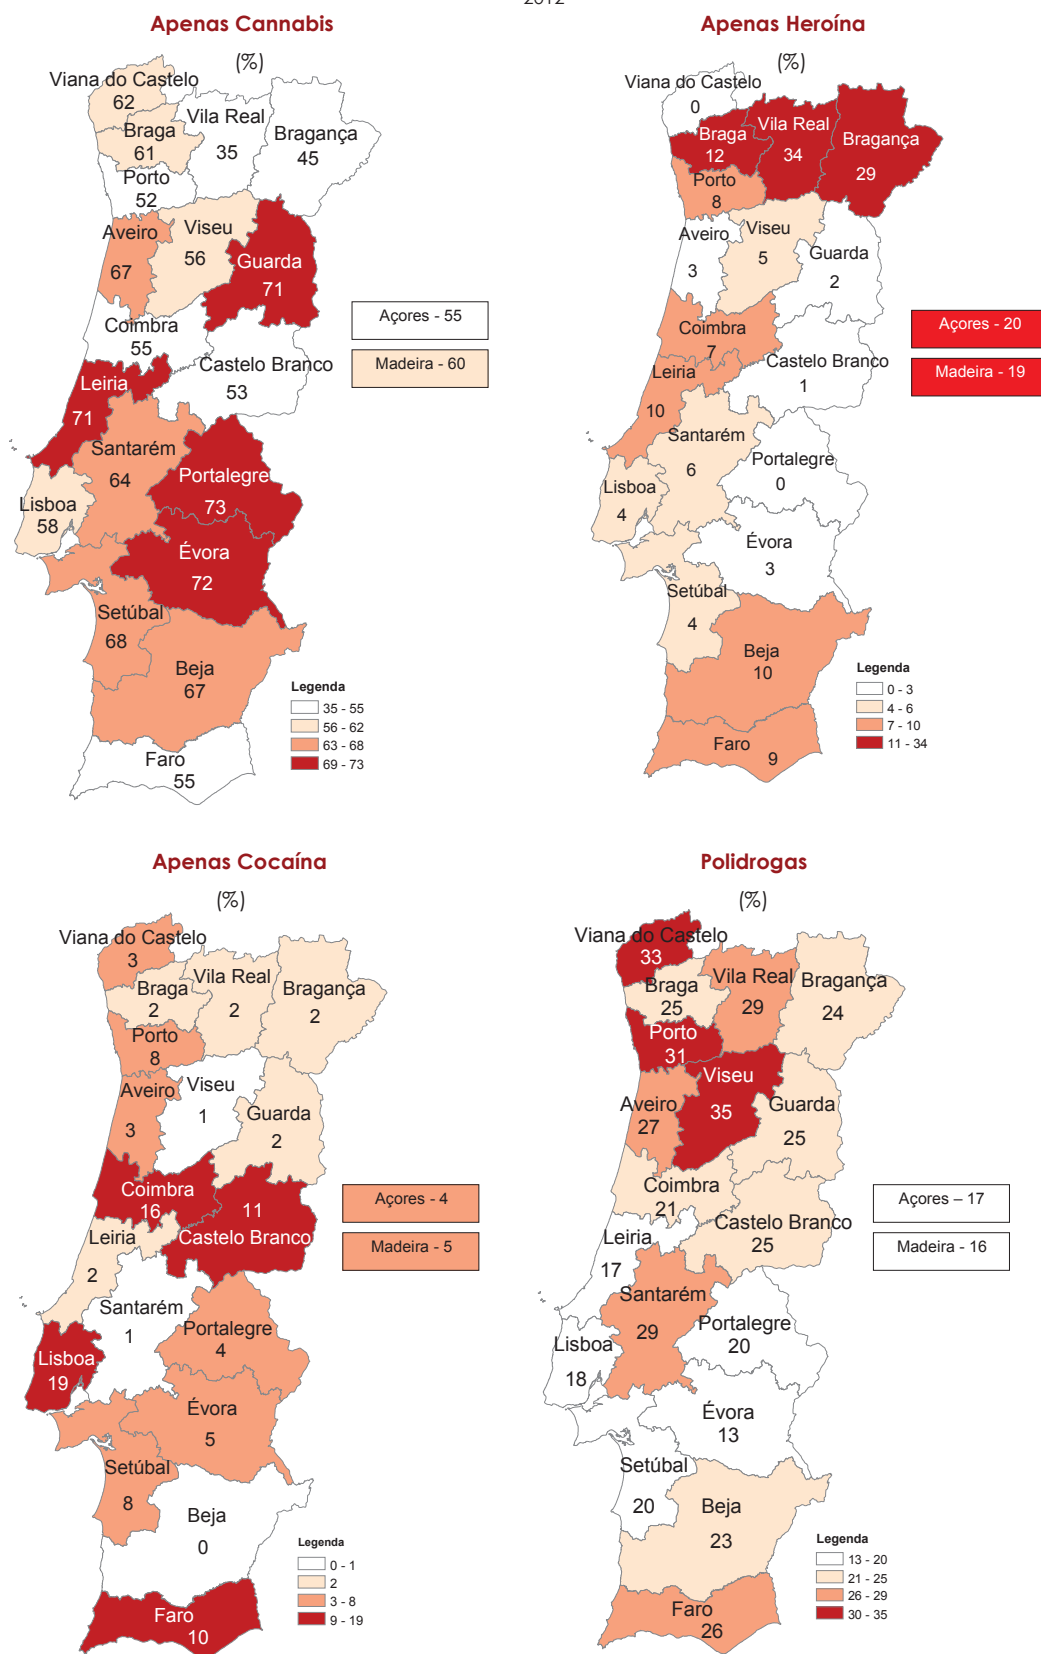 2012
Apenas Cannabis
(%)
Viana do Castelo
62
Vila Real
35
Braga
61
Bragança
45
Porto
52
Aveiro
67
Viseu
56
Guarda
71
Coimbra
55
Castelo Branco
53
Leiria
71
Santarém
64
Portalegre
73
Lisboa
58
Évora
72
Setúbal
68
Beja
67
Faro
55
Açores - 55
Madeira - 60
Legenda
35 - 55
56 - 62
63 - 68
69 - 73
Apenas Heroína
(%)
Viana do Castelo
0
Braga
12
Vila Real
34
Bragança
29
Porto
8
Aveiro
3
Viseu
5
Guarda
2
Coimbra
7
Castelo Branco
1
Leiria
10
Santarém
6
Portalegre
0
Lisboa
4
Évora
3
Setúbal
4
Beja
10
Faro
9
Açores - 20
Madeira - 19
Legenda
0 - 3
4 - 6
7 - 10
11 - 34
Apenas Cocaína
(%)
Viana do Castelo
3
Braga
2
Vila Real
2
Bragança
2
Porto
8
Aveiro
3
Viseu
1
Guarda
2
Coimbra
16
11
Castelo Branco
Leiria
2
Santarém
1
Portalegre
4
Lisboa
19
Évora
5
Setúbal
8
Beja
0
Faro
10
Açores - 4
Madeira - 5
Legenda
0 - 1
2
3 - 8
9 - 19
Polidrogas
(%)
Viana do Castelo
33
Braga
25
Vila Real
29
Bragança
24
Porto
31
Viseu
35
Aveiro
27
Guarda
25
Coimbra
21
Castelo Branco
25
Leiria
17
Santarém
29
Portalegre
20
Lisboa
18
Évora
13
Setúbal
20
Beja
23
Faro
26
Açores – 17
Madeira - 16
Legenda
13 - 20
21 - 25
26 - 29
30 - 35